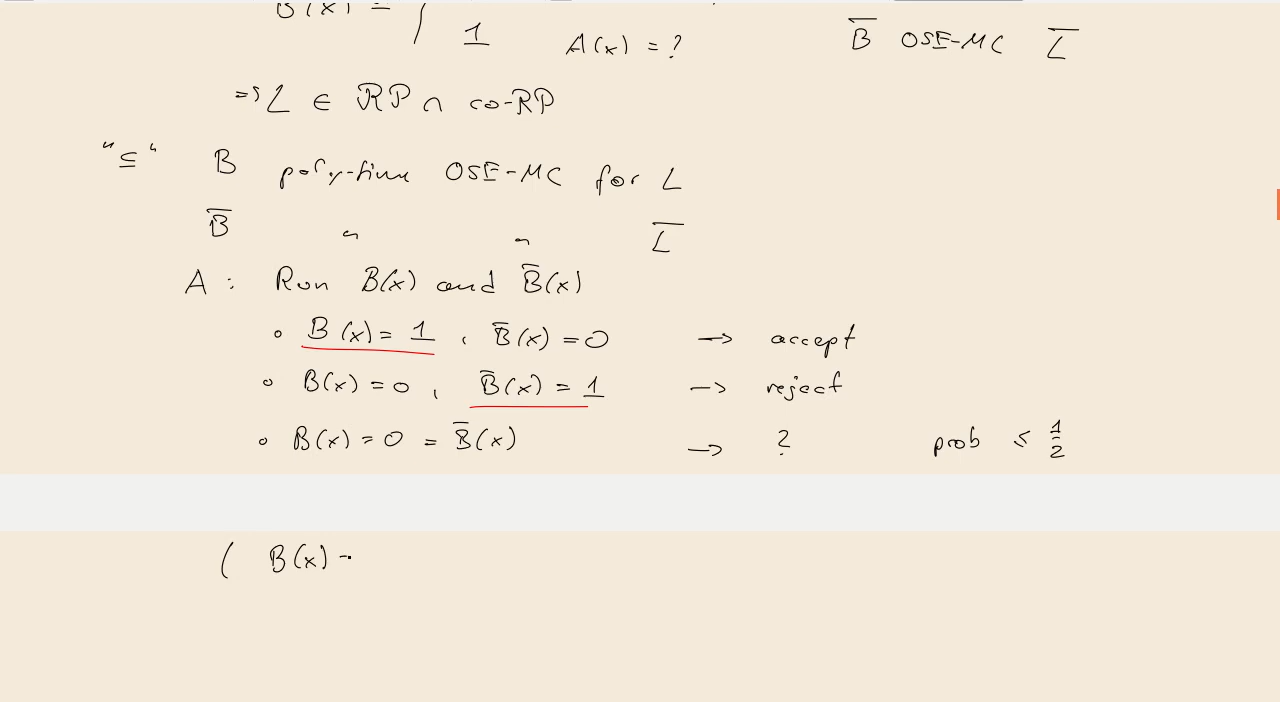 B(x) =
1 A(x) = ?
B̅ OSE-MC L̅
=> L ∈ RP ∩ co-RP
"⊆" B poly-time OSE-MC for L
B̅ " " L̅
A : Run B(x) and B̅(x)
∘ B(x) = 1 , B̅(x) = 0 → accept
∘ B(x) = 0 , B̅(x) = 1 → reject
∘ B(x) = 0 = B̅(x) → ? prob ≤ 1/2
( B(x) -